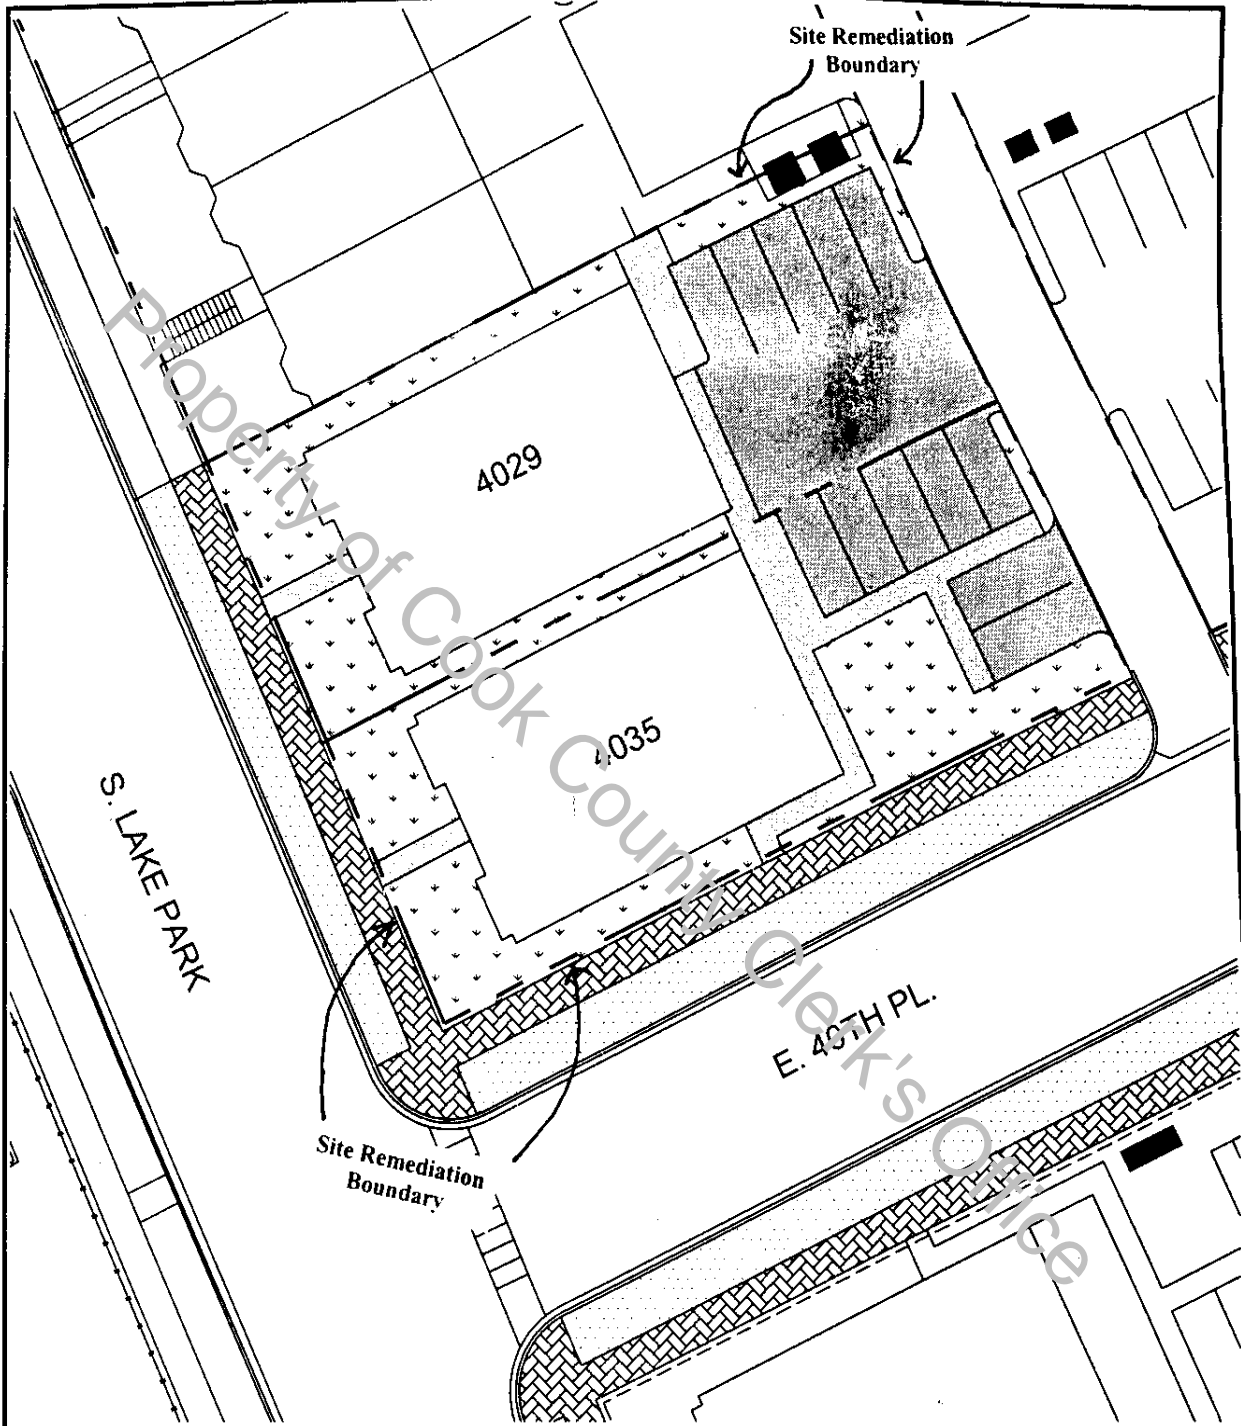 Site Remediation
Boundary
4029
4035
S. LAKE PARK
E. 40TH PL.
Site Remediation
Boundary
Property of Cook County Clerk's Office